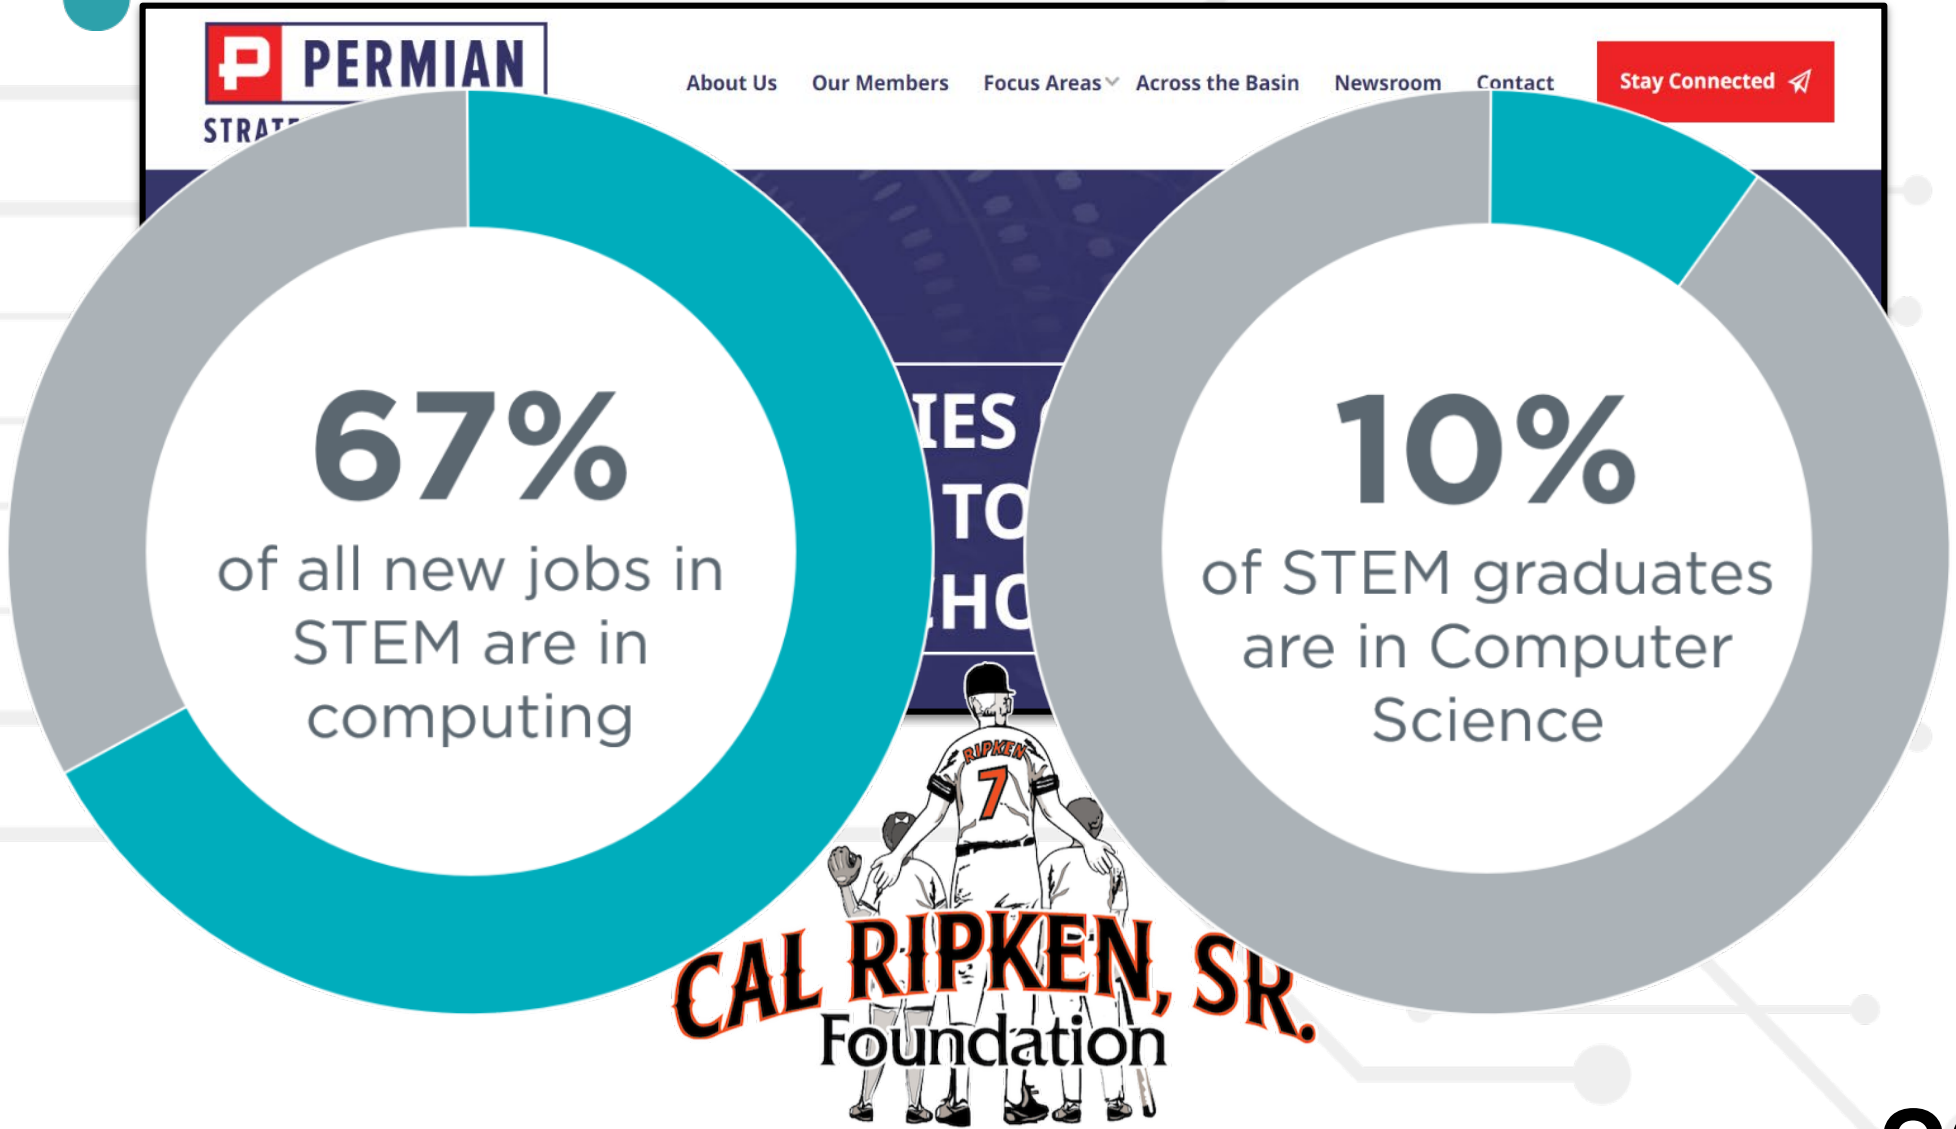 PERMIAN
About Us Our Members Focus Areas Across the Basin Newsroom Contact Stay Connected
67%
of all new jobs in
STEM are in
computing
10%
of STEM graduates
are in Computer
Science
TO
RIPKEN
7
CAL RIPKEN, SR.
Foundation